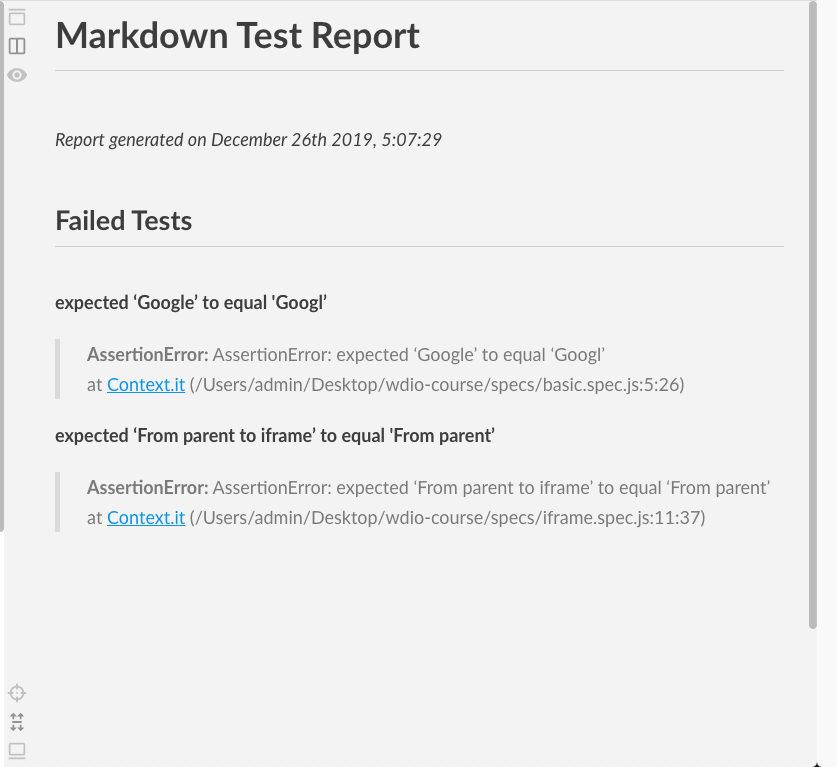 Markdown Test Report
Report generated on December 26th 2019, 5:07:29
Failed Tests
expected ‘Google’ to equal 'Googl’
AssertionError: AssertionError: expected ‘Google’ to equal ‘Googl’
at Context.it (/Users/admin/Desktop/wdio-course/specs/basic.spec.js:5:26)
expected ‘From parent to iframe’ to equal 'From parent’
AssertionError: AssertionError: expected ‘From parent to iframe’ to equal ‘From parent’
at Context.it (/Users/admin/Desktop/wdio-course/specs/iframe.spec.js:11:37)